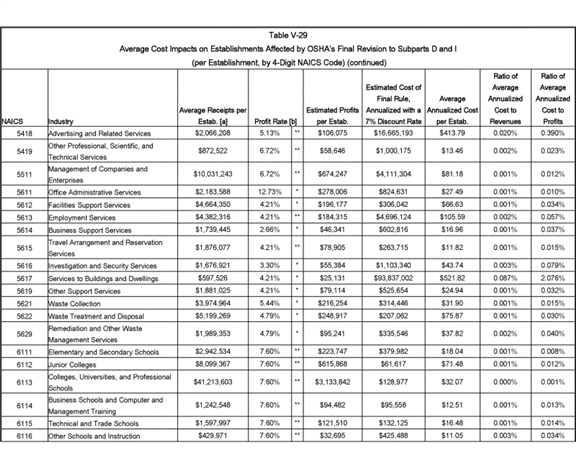 Table V-29
Average Cost Impacts on Establishments Affected by OSHA's Final Revision to Subparts D and I
(per Establishment, by 4-Digit NAICS Code) (continued)
NAICS Industry Average Receipts per Estab. [a] Profit Rate [b] Estimated Profits per Estab. Estimated Cost of Final Rule, Annualized with a 7% Discount Rate Average Annualized Cost per Estab. Ratio of Average Annualized Cost to Revenues Ratio of Average Annualized Cost to Profits
5418 Advertising and Related Services $2,066,208 5.13% ** $106,075 $16,665,193 $413.79 0.020% 0.390%
5419 Other Professional, Scientific, and Technical Services $872,522 6.72% ** $58,646 $1,000,175 $13.46 0.002% 0.023%
5511 Management of Companies and Enterprises $10,031,243 6.72% ** $674,247 $4,111,304 $81.18 0.001% 0.012%
5611 Office Administrative Services $2,183,588 12.73% * $278,006 $824,631 $27.49 0.001% 0.010%
5612 Facilities Support Services $4,664,350 4.21% * $196,177 $306,042 $66.63 0.001% 0.034%
5613 Employment Services $4,382,316 4.21% ** $184,315 $4,696,124 $105.59 0.002% 0.057%
5614 Business Support Services $1,739,445 2.66% * $46,341 $602,816 $16.96 0.001% 0.037%
5615 Travel Arrangement and Reservation Services $1,876,077 4.21% ** $78,905 $263,715 $11.82 0.001% 0.015%
5616 Investigation and Security Services $1,676,921 3.30% * $55,384 $1,103,340 $43.74 0.003% 0.079%
5617 Services to Buildings and Dwellings $597,526 4.21% * $25,131 $93,837,002 $521.82 0.087% 2.076%
5619 Other Support Services $1,881,025 4.21% * $79,114 $525,654 $24.94 0.001% 0.032%
5621 Waste Collection $3,974,964 5.44% * $216,254 $314,446 $31.90 0.001% 0.015%
5622 Waste Treatment and Disposal $5,199,269 4.79% * $248,917 $207,062 $75.87 0.001% 0.030%
5629 Remediation and Other Waste Management Services $1,989,353 4.79% * $95,241 $335,546 $37.82 0.002% 0.040%
6111 Elementary and Secondary Schools $2,942,534 7.60% ** $223,747 $379,982 $18.04 0.001% 0.008%
6112 Junior Colleges $8,099,367 7.60% ** $615,868 $61,617 $71.48 0.001% 0.012%
6113 Colleges, Universities, and Professional Schools $41,213,603 7.60% ** $3,133,842 $128,977 $32.07 0.000% 0.001%
6114 Business Schools and Computer and Management Training $1,242,548 7.60% ** $94,482 $95,558 $12.51 0.001% 0.013%
6115 Technical and Trade Schools $1,597,997 7.60% ** $121,510 $132,125 $16.48 0.001% 0.014%
6116 Other Schools and Instruction $429,971 7.60% ** $32,695 $425,488 $11.05 0.003% 0.034%